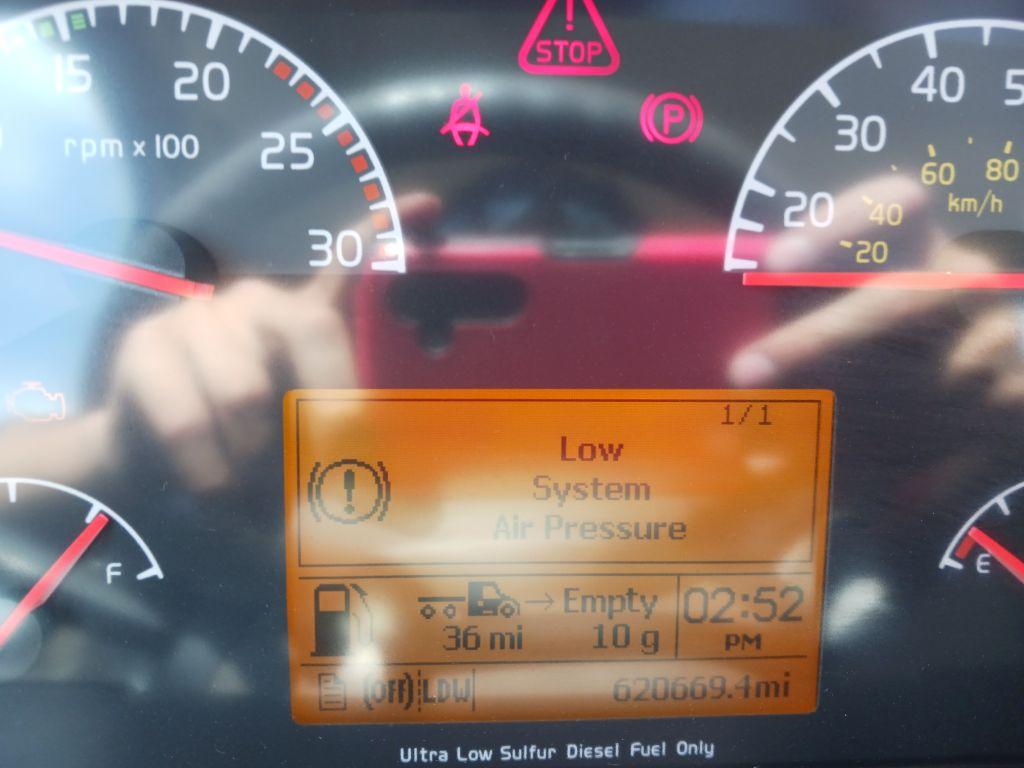 STOP
15
20
25
30
rpm x 100
P
20
30
40
20
40
60
80
km/h
F
E
1/1
Low
System
Air Pressure
Empty
36 mi
10 g
02:52
PM
(Off) LDW
620669.4mi
Ultra Low Sulfur Diesel Fuel Only